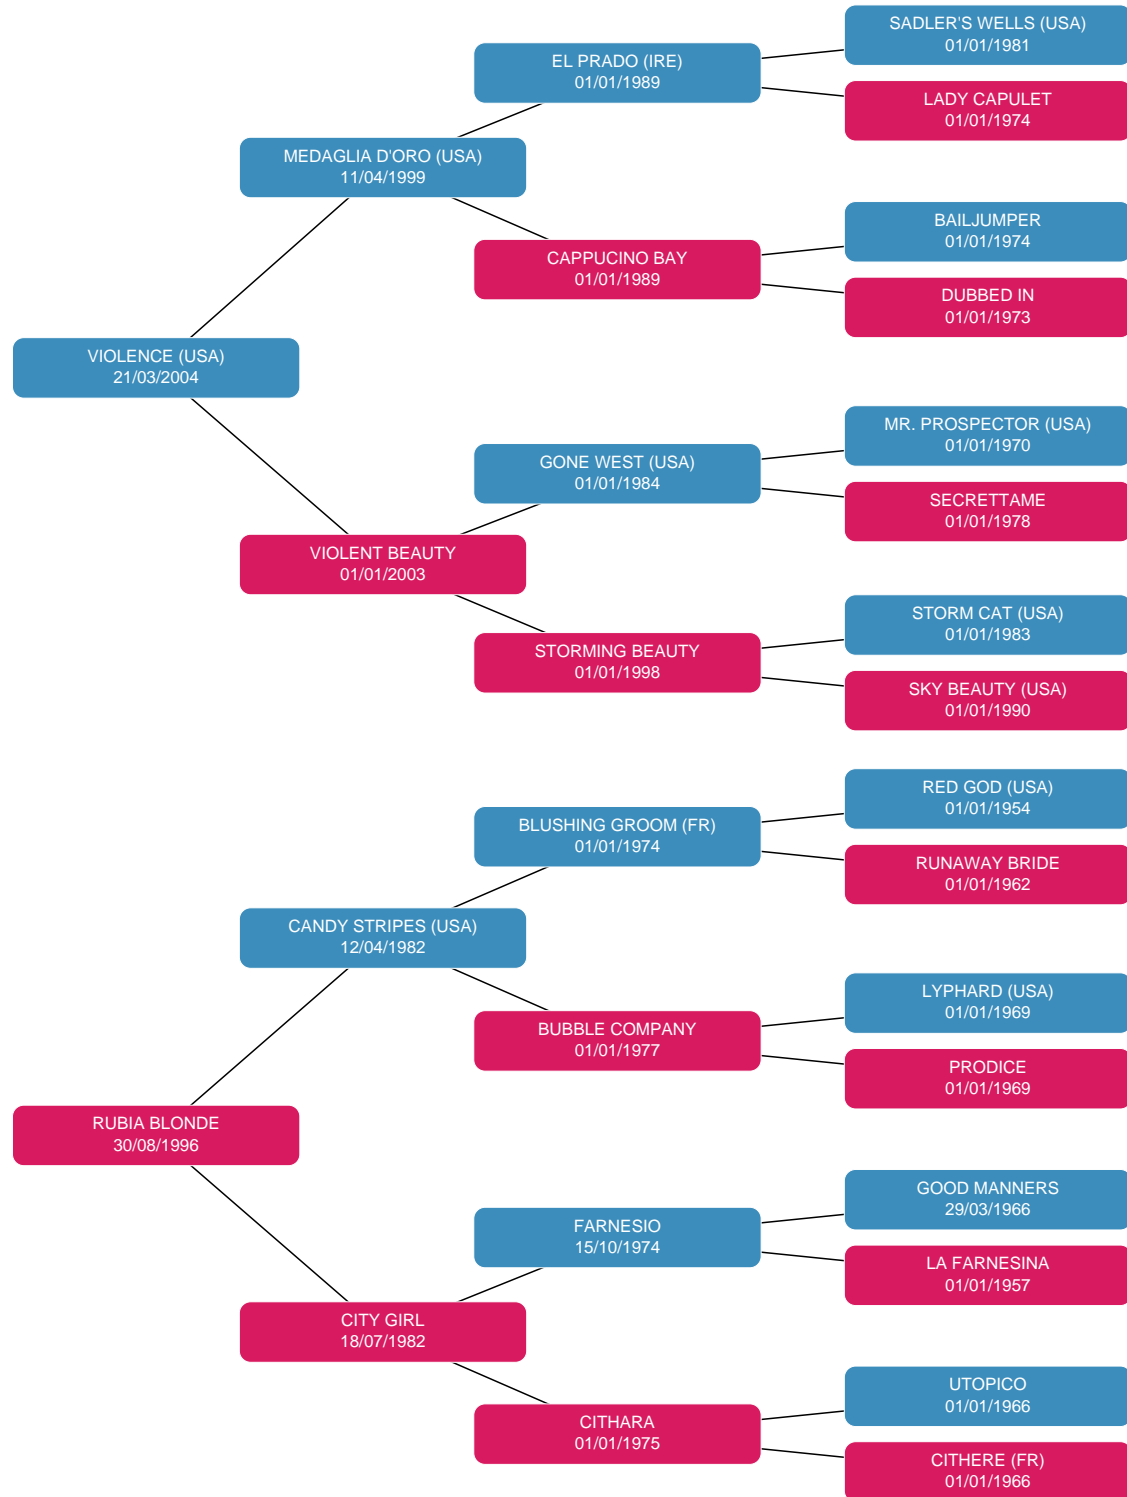 SADLER'S WELLS (USA)
01/01/1981
EL PRADO (IRE)
01/01/1989
LADY CAPULET
01/01/1974
MEDAGLIA D'ORO (USA)
11/04/1999
BAILJUMPER
01/01/1974
CAPPUCINO BAY
01/01/1989
DUBBED IN
01/01/1973
VIOLENCE (USA)
21/03/2004
MR. PROSPECTOR (USA)
01/01/1970
GONE WEST (USA)
01/01/1984
SECRETTAME
01/01/1978
VIOLENT BEAUTY
01/01/2003
STORM CAT (USA)
01/01/1983
STORMING BEAUTY
01/01/1998
SKY BEAUTY (USA)
01/01/1990
RED GOD (USA)
01/01/1954
BLUSHING GROOM (FR)
01/01/1974
RUNAWAY BRIDE
01/01/1962
CANDY STRIPES (USA)
12/04/1982
LYPHARD (USA)
01/01/1969
BUBBLE COMPANY
01/01/1977
PRODICE
01/01/1969
RUBIA BLONDE
30/08/1996
GOOD MANNERS
29/03/1966
FARNESIO
15/10/1974
LA FARNESINA
01/01/1957
CITY GIRL
18/07/1982
UTOPICO
01/01/1966
CITHARA
01/01/1975
CITHERE (FR)
01/01/1966